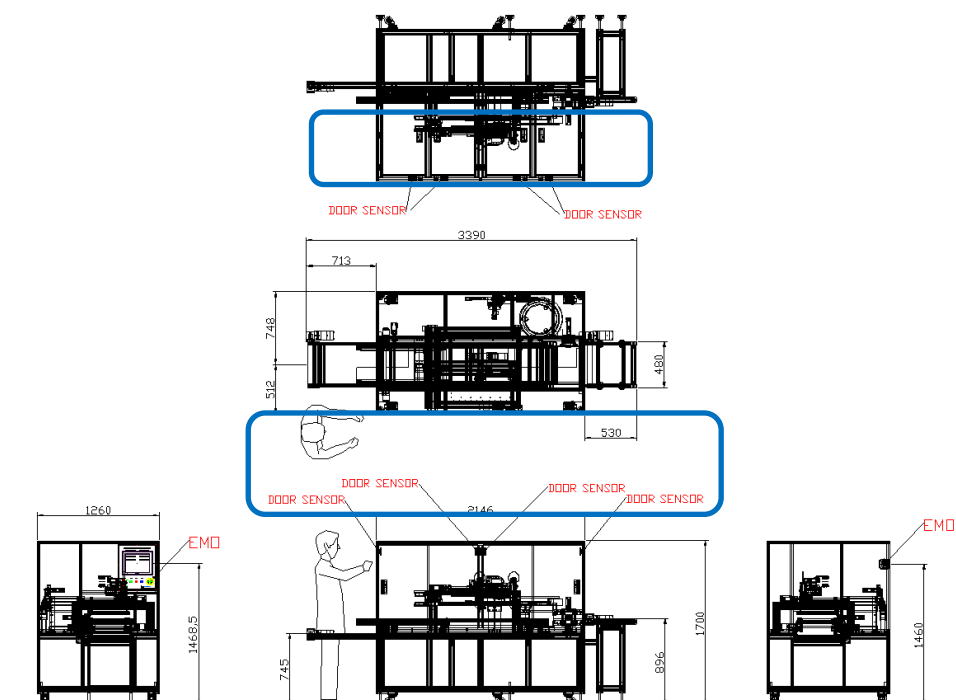 DOOR SENSOR
DOOR SENSOR
3390
713
748
480
512
530
DOOR SENSOR
DOOR SENSOR
DOOR SENSOR
DOOR SENSOR
2146
1260
EMO
EMO
1468,5
1700
1460
745
896